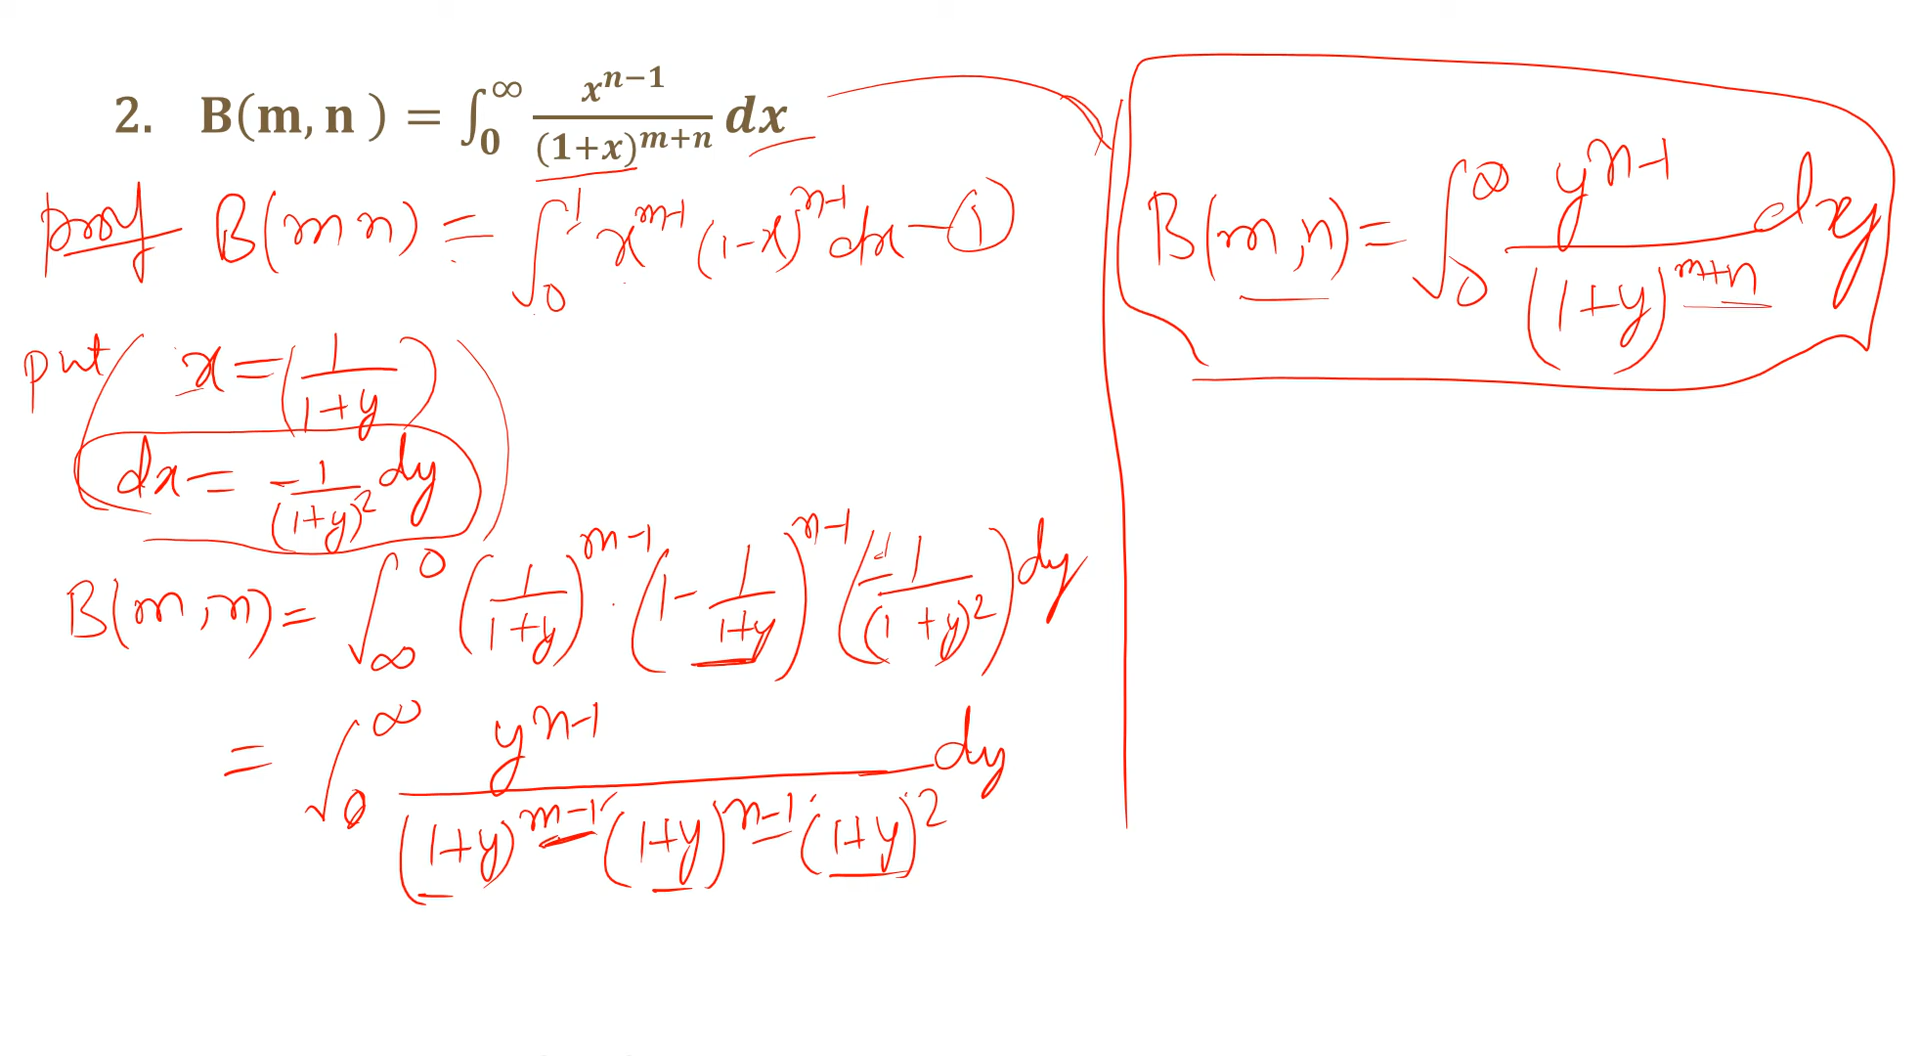 2. B(m, n ) = ∫₀^∞ x^{n−1} / (1+x)^{m+n} dx
proof B(m n) = ∫₀^1 x^{m-1} (1-x)^{n-1} dx - ①
put x = (1/(1+y))
dx = -1/(1+y)^2 dy
B(m,n) = ∫_∞^0 (1/(1+y))^{m-1} · (1 - 1/(1+y))^{n-1} (-1/(1+y)^2) dy
= ∫₀^∞ y^{n-1} / (1+y)^{m-1} (1+y)^{n-1} (1+y)^2 dy
B(m,n) = ∫₀^∞ y^{n-1} / (1+y)^{m+n} dy